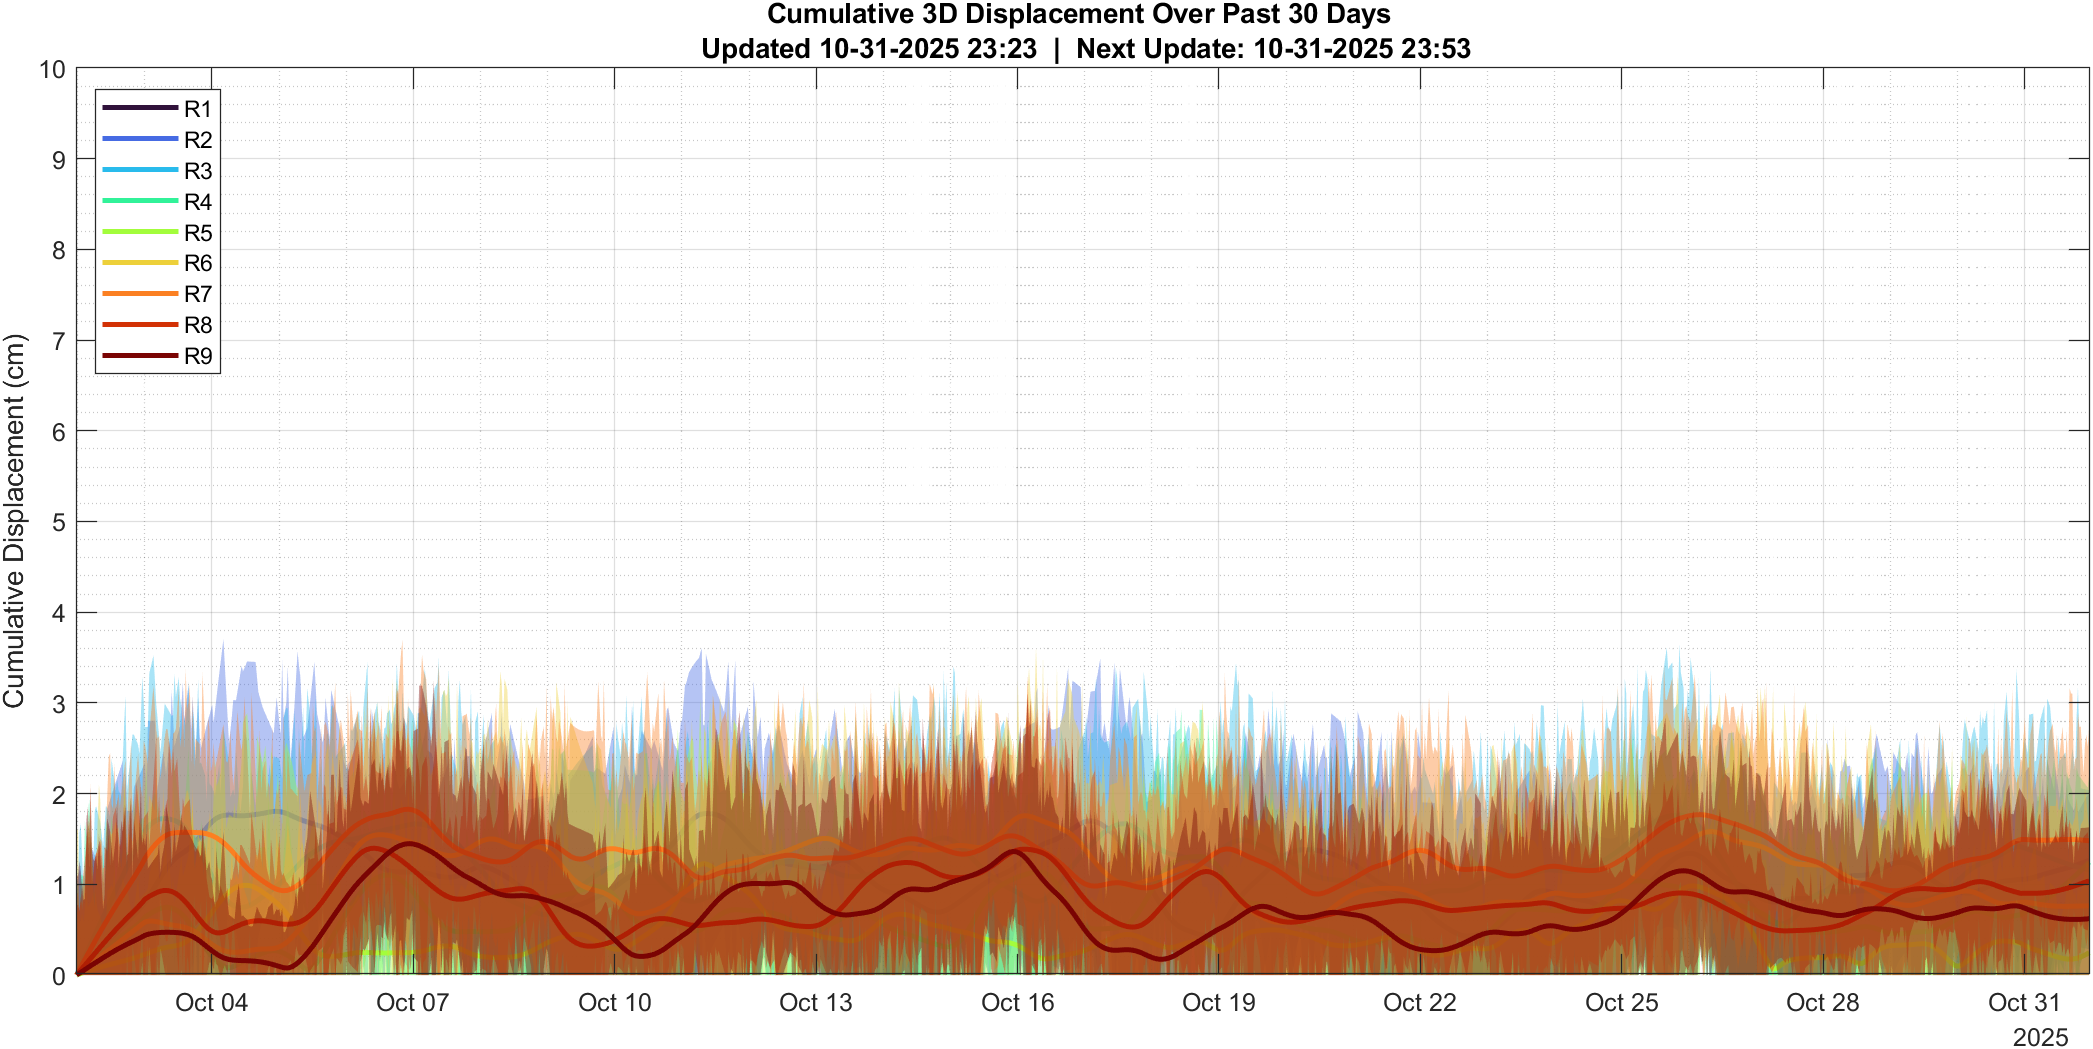 Cumulative 3D Displacement Over Past 30 Days
Updated 10-31-2025 23:23 | Next Update: 10-31-2025 23:53
Cumulative Displacement (cm)
10
9
8
7
6
5
4
3
2
1
0
R1
R2
R3
R4
R5
R6
R7
R8
R9
Oct 04
Oct 07
Oct 10
Oct 13
Oct 16
Oct 19
Oct 22
Oct 25
Oct 28
Oct 31
2025